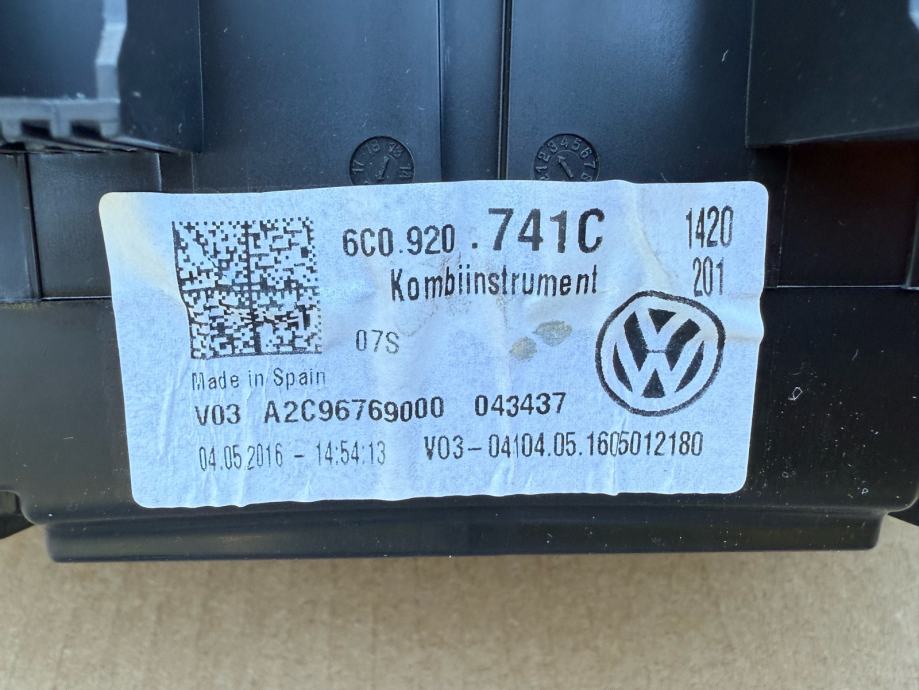 6C0.920 .741C 1420
Kombiinstrument 201
07S
Made in Spain
V03 A2C96769000 043437
04.05.2016 - 14:54:13 V03-04104.05.1605012180